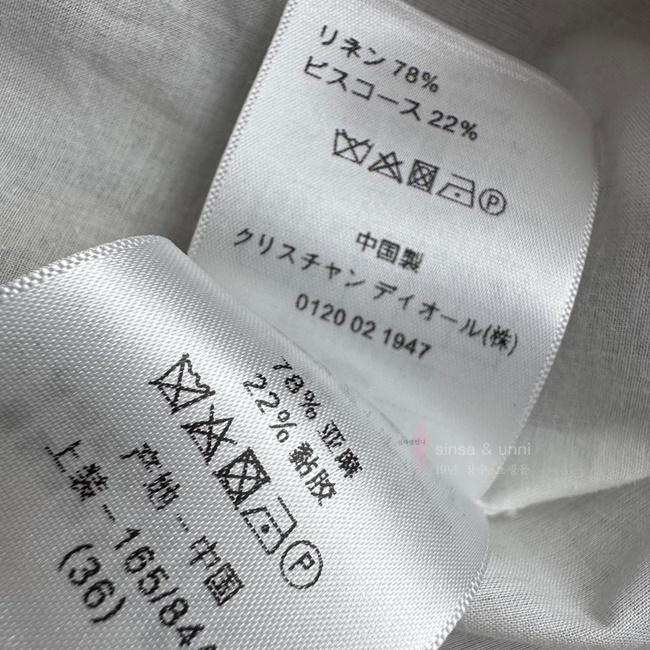 リネン 78%
ビスコース 22%
P
中国製
クリスチャン ディオール(株)
0120 02 1947
78% 亚麻
22% 黏胶
P
产地 - 中国
上装 - 165/84
(36)
sinsa & unni